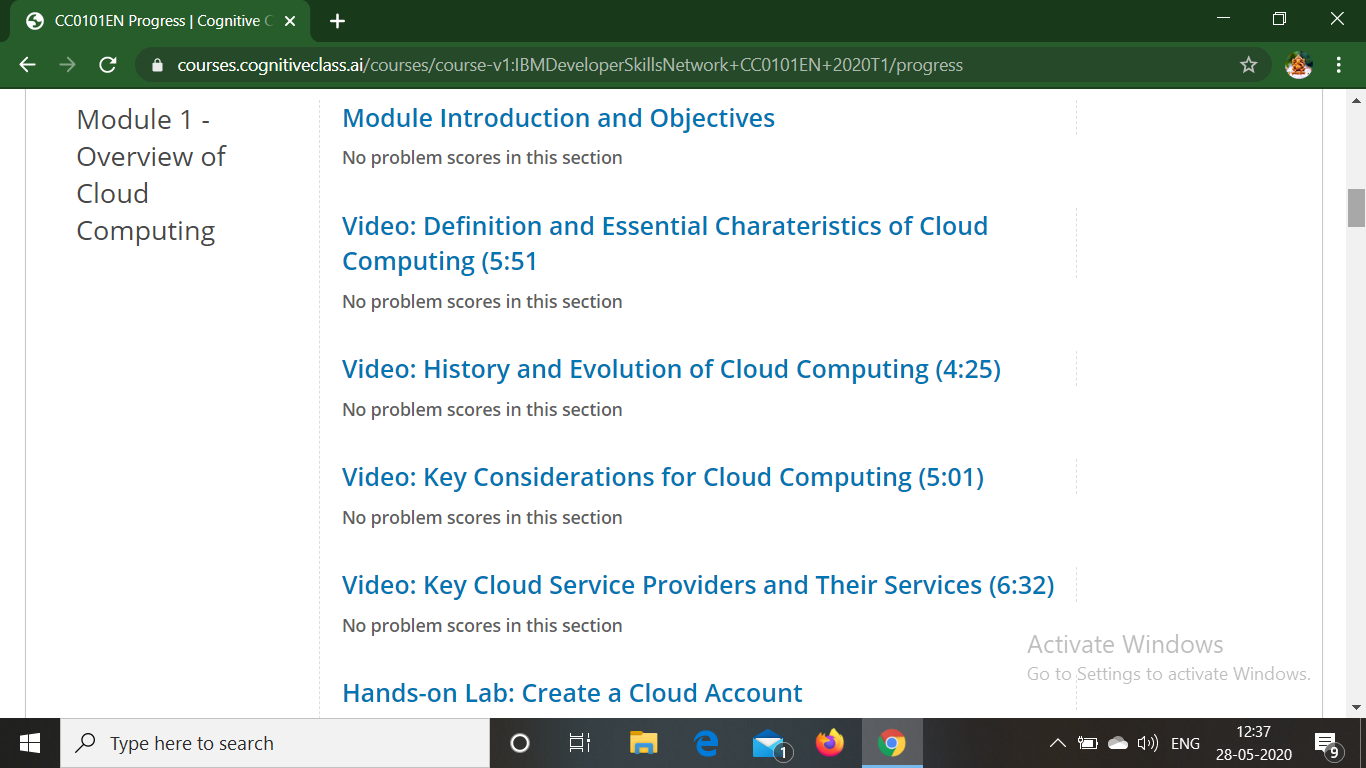 CC0101EN Progress | Cognitive C
courses.cognitiveclass.ai/courses/course-v1:IBMDeveloperSkillsNetwork+CC0101EN+2020T1/progress
Module 1 -
Overview of
Cloud
Computing
Module Introduction and Objectives
No problem scores in this section
Video: Definition and Essential Charateristics of Cloud
Computing (5:51
No problem scores in this section
Video: History and Evolution of Cloud Computing (4:25)
No problem scores in this section
Video: Key Considerations for Cloud Computing (5:01)
No problem scores in this section
Video: Key Cloud Service Providers and Their Services (6:32)
No problem scores in this section
Hands-on Lab: Create a Cloud Account
Activate Windows
Go to Settings to activate Windows.
Type here to search
1
ENG
12:37
28-05-2020
9